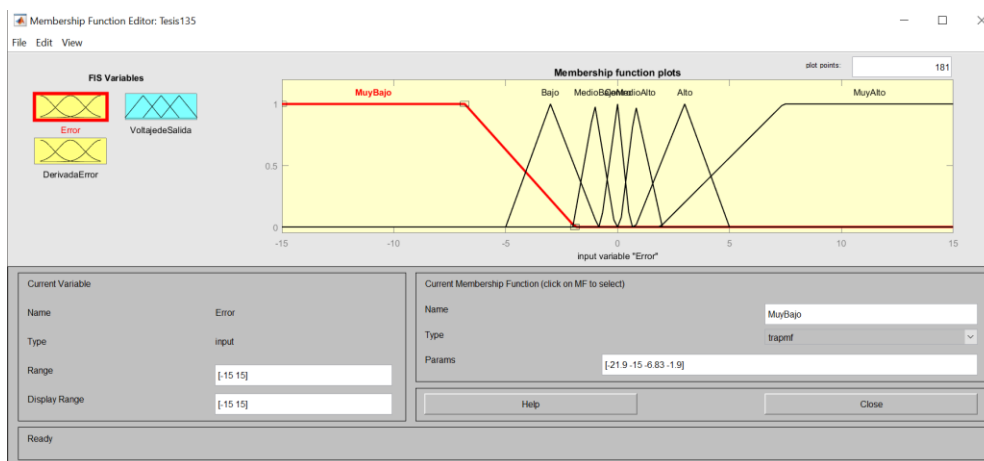 Membership Function Editor: Tesis135
File Edit View
FIS Variables
Error
VoltajedeSalida
DerivadaError
Membership function plots
plot points:
181
MuyBajo
Bajo
MedioBajo
Cero
MedioAlto
Alto
MuyAlto
1
0.5
0
-15
-10
-5
0
5
10
15
input variable "Error"
Current Variable
Name
Error
Type
input
Range
[-15 15]
Display Range
[-15 15]
Current Membership Function (click on MF to select)
Name
MuyBajo
Type
trapmf
Params
[-21.9 -15 -6.83 -1.9]
Help
Close
Ready